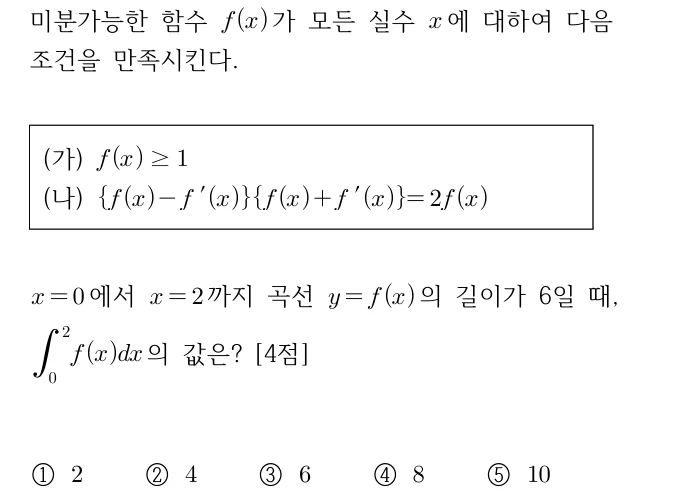 미분가능한 함수 f(x)가 모든 실수 x에 대하여 다음
조건을 만족시킨다.
(가) f(x) ≥ 1
(나) {f(x)−f ′(x)}{f(x)+f ′(x)}=2f(x)
x=0에서 x=2까지 곡선 y=f(x)의 길이가 6일 때,
∫₀² f(x)dx의 값은? [4점]
① 2 ② 4 ③ 6 ④ 8 ⑤ 10